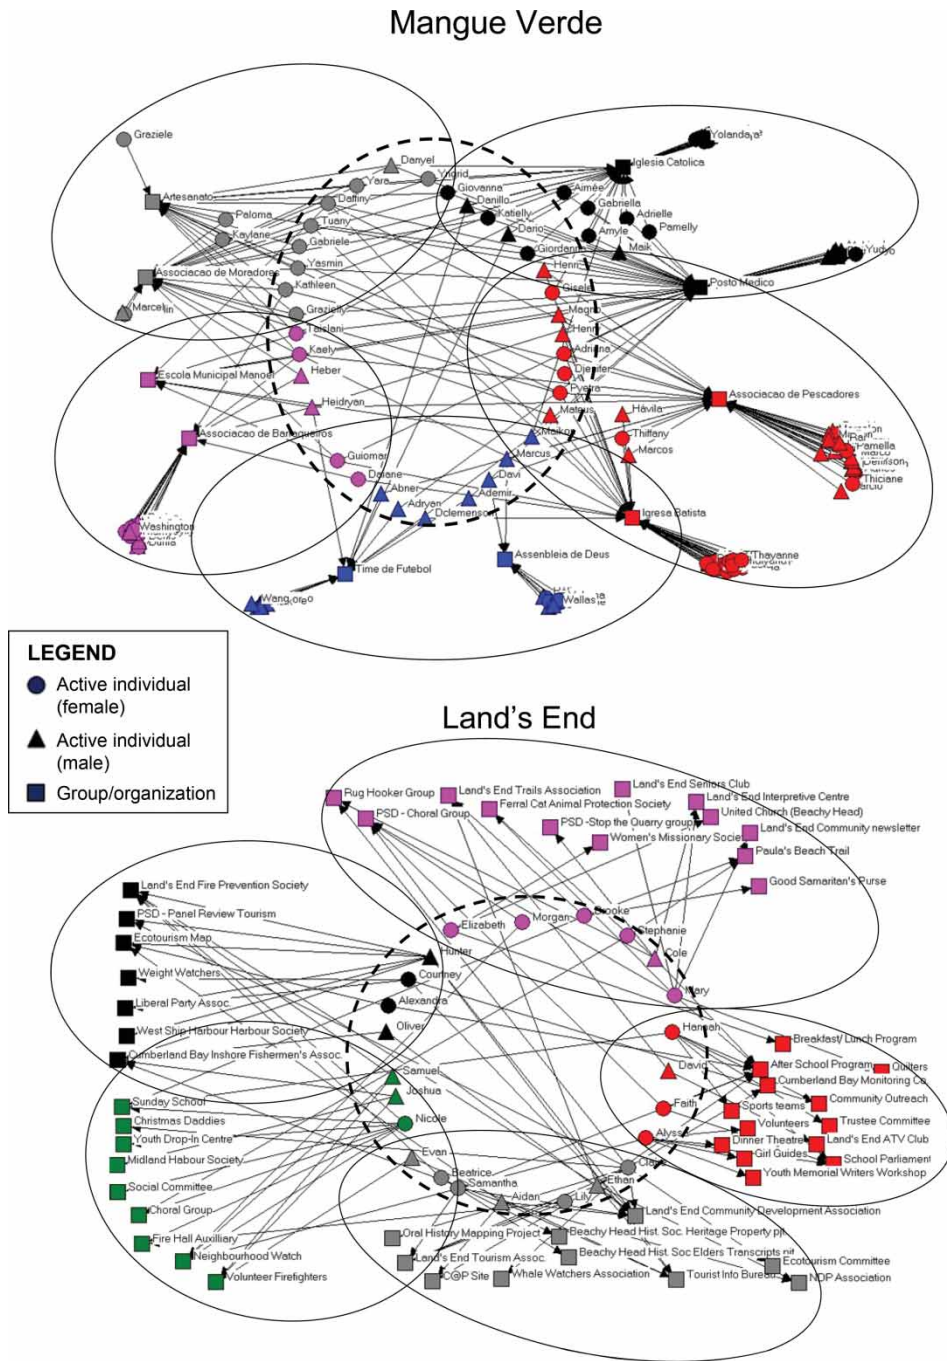 Mangue Verde
Graziele
Danyel
Yngrid
Yara
Artesanato
Daffiny
Paloma
Tuany
Kaylane
Gabriele
Associacao de Moradores
Yasmin
Kathleen
Grazielly
Marcel
Taislani
Kaely
Escola Municipal Manoel
Heber
Heidryan
Associacao de Barraqueiros
Guiomar
Daiane
Washington
Yolanda
Iglesia Catolica
Giovanna
Aimée
Danillo
Gabriella
Katielly
Adrielle
Dario
Amyle
Pamelly
Giordanna
Maik
Yudyo
Henri
Posto Medico
Gisele
Magno
Henri
Adriana
Djenifer
Pyetra
Associacao de Pescadores
Mateus
Hávila
Maikon
Thiffany
Pamella
Marco
Marcus
Marcos
Thiciane
Davi
Abner
Ademir
Adryan
Dclemenson
Igresa Batista
Assenbleia de Deus
Thayanne
Time de Futebol
Wallas
LEGEND
Active individual
(female)
Active individual
(male)
Group/organization
Land's End
Rug Hooker Group
Land's End Trails Association
Land's End Seniors Club
Ferral Cat Animal Protection Society
Land's End Interpretive Centre
PSD - Choral Group
United Church (Beachy Head)
PSD -Stop the Quarry group
Land's End Community newsletter
Women's Missionary Society
Paula's Beach Trail
Good Samaritan's Purse
Land's End Fire Prevention Society
PSD - Panel Review Tourism
Brooke
Elizabeth
Morgan
Stephanie
Ecotourism Map
Hunter
Cole
Weight Watchers
Courney
Mary
Liberal Party Assoc.
Alexandra
West Ship Harbour Harbour Society
Oliver
Hannah
Breakfast/ Lunch Program
Cumberland Bay Inshore Fishermen's Assoc.
Samuel
David
After School Program
Quilters
Cumberland Bay Monitoring Co
Joshua
Sunday School
Faith
Community Outreach
Christmas Daddies
Nicole
Sports teams
Volunteers
Trustee Committee
Youth Drop-In Centre
Alyssa
Dinner Theatre
Land's End ATV Club
Midland Habour Society
Evan
Girl Guides
School Parliament
Beatrice
Clara
Youth Memorial Writers Workshop
Social Committee
Samantha
Ethan
Aidan
Lily
Choral Group
Land's End Community Development Association
Fire Hall Auxilliary
Oral History Mapping Project
Beachy Head Hist. Soc. Heritage Property pjt
Neighbourhood Watch
Land's End Tourism Assoc.
Beachy Head Hist. Soc Elders Transcripts pjt
Ecotourism Committee
Volunteer Firefighters
C@P Site
Whale Watchers Association
Tourist Info Bureau
NDP Association